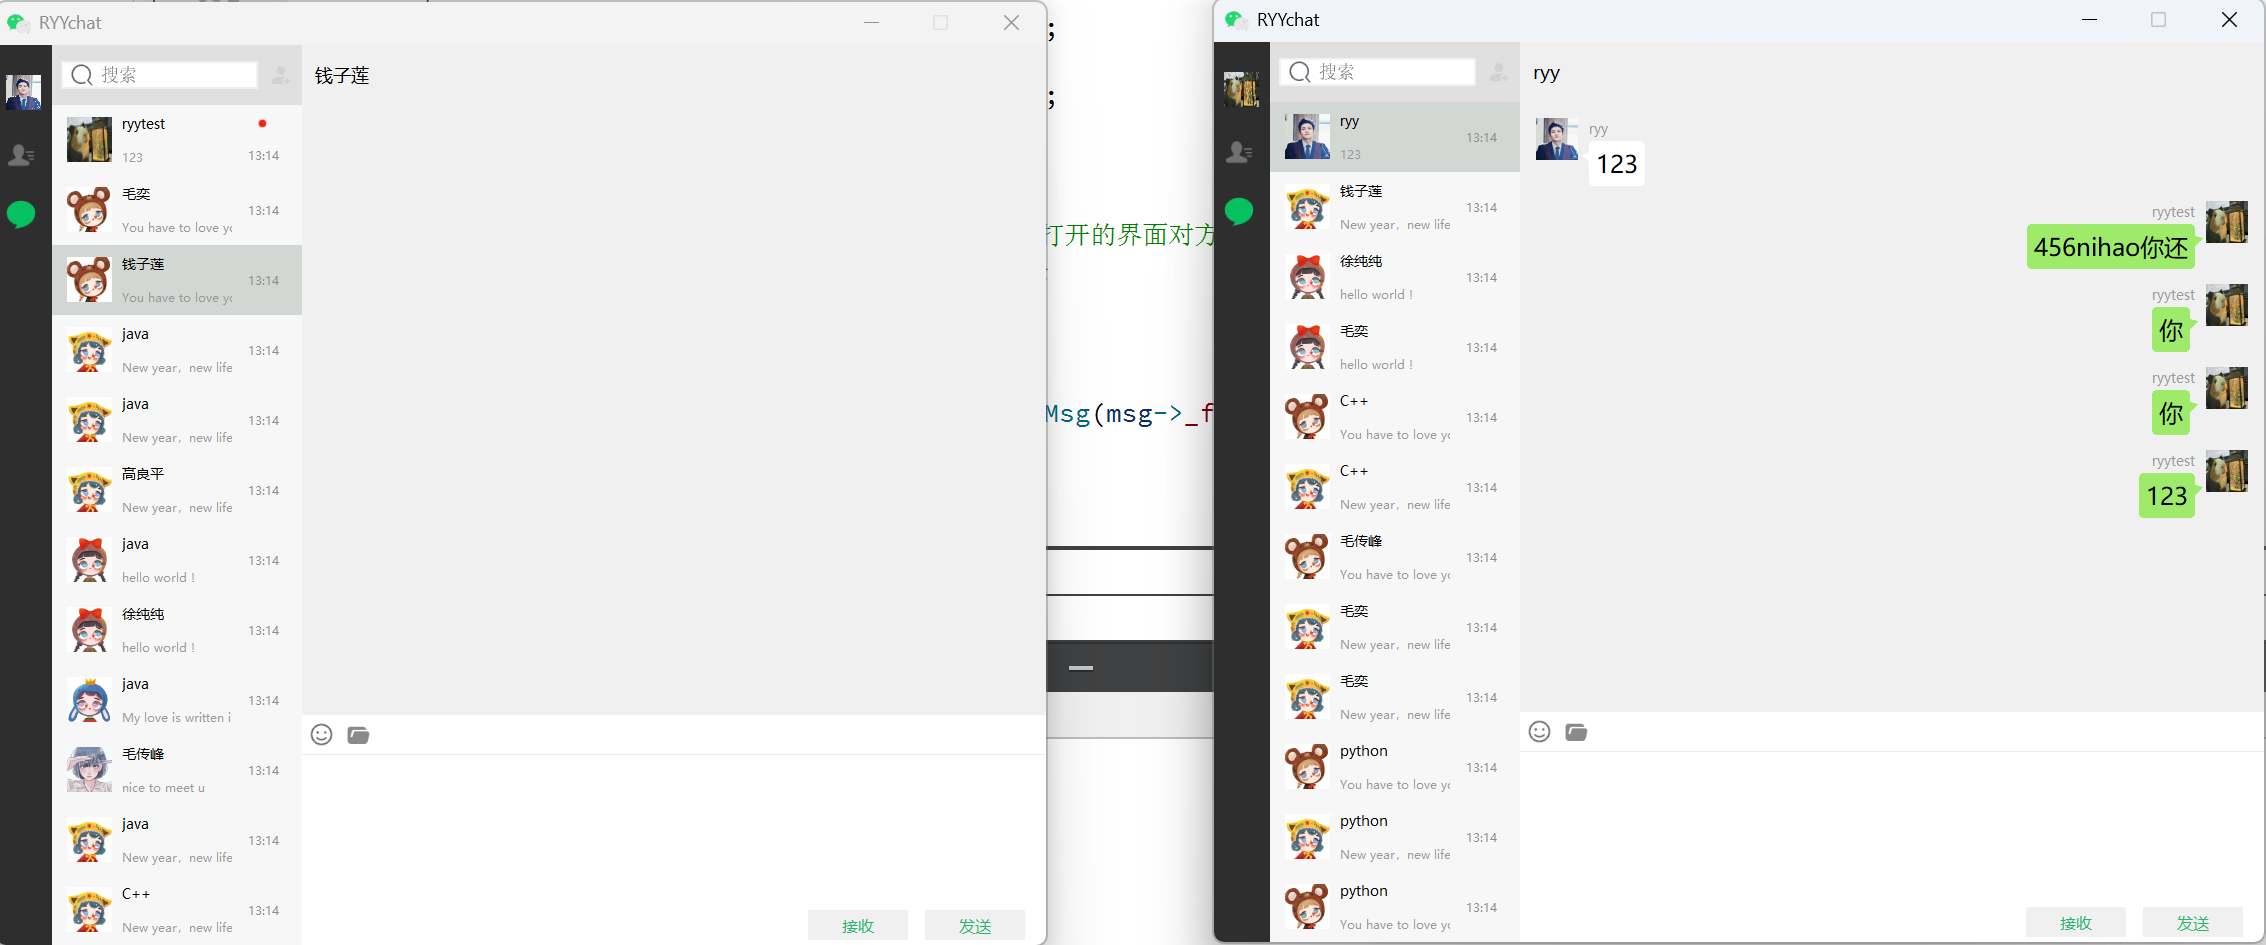 RYYchat
搜索
钱子莲
ryytest
123
13:14
毛奕
You have to love yo
13:14
钱子莲
You have to love yo
13:14
java
New year, new life
13:14
java
New year, new life
13:14
高良平
New year, new life
13:14
java
hello world !
13:14
徐纯纯
hello world !
13:14
java
My love is written i
13:14
毛传峰
nice to meet u
13:14
java
New year, new life
13:14
C++
New year, new life
13:14
接收
发送
;
;
打开的界面对方
Msg(msg->_f
RYYchat
搜索
ryy
ryy
123
13:14
钱子莲
New year, new life
13:14
徐纯纯
hello world !
13:14
毛奕
hello world !
13:14
C++
You have to love yo
13:14
C++
New year, new life
13:14
毛传峰
You have to love yo
13:14
毛奕
New year, new life
13:14
毛奕
New year, new life
13:14
python
You have to love yo
13:14
python
New year, new life
13:14
python
You have to love yo
13:14
ryy
123
ryytest
456nihao你还
ryytest
你
ryytest
你
ryytest
123
接收
发送